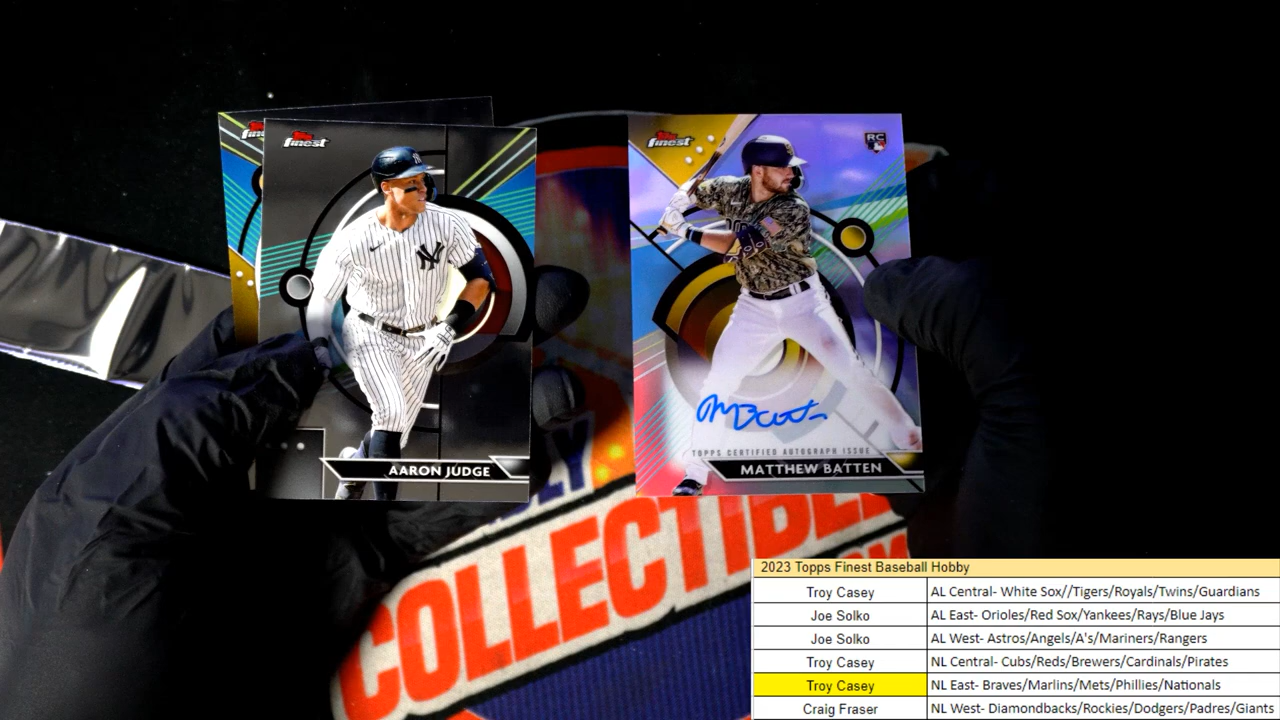 Topps
finest
AARON JUDGE
NY
Topps
finest
RC
TOPPS CERTIFIED AUTOGRAPH ISSUE
MATTHEW BATTEN
COLLECTIBLE
2023 Topps Finest Baseball Hobby
Troy Casey AL Central- White Sox//Tigers/Royals/Twins/Guardians
Joe Solko AL East- Orioles/Red Sox/Yankees/Rays/Blue Jays
Joe Solko AL West- Astros/Angels/A's/Mariners/Rangers
Troy Casey NL Central- Cubs/Reds/Brewers/Cardinals/Pirates
Troy Casey NL East- Braves/Marlins/Mets/Phillies/Nationals
Craig Fraser NL West- Diamondbacks/Rockies/Dodgers/Padres/Giants